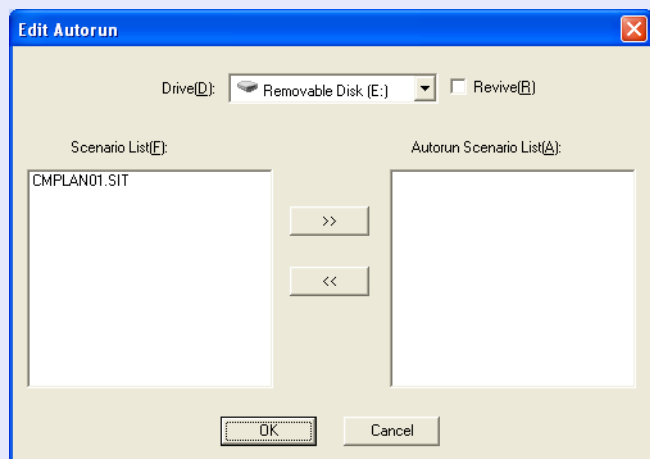 Edit Autorun
Drive(D): Removable Disk (E:) Revive(R)
Scenario List(F): Autorun Scenario List(A):
CMPLAN01.SIT
>>
<<
OK Cancel